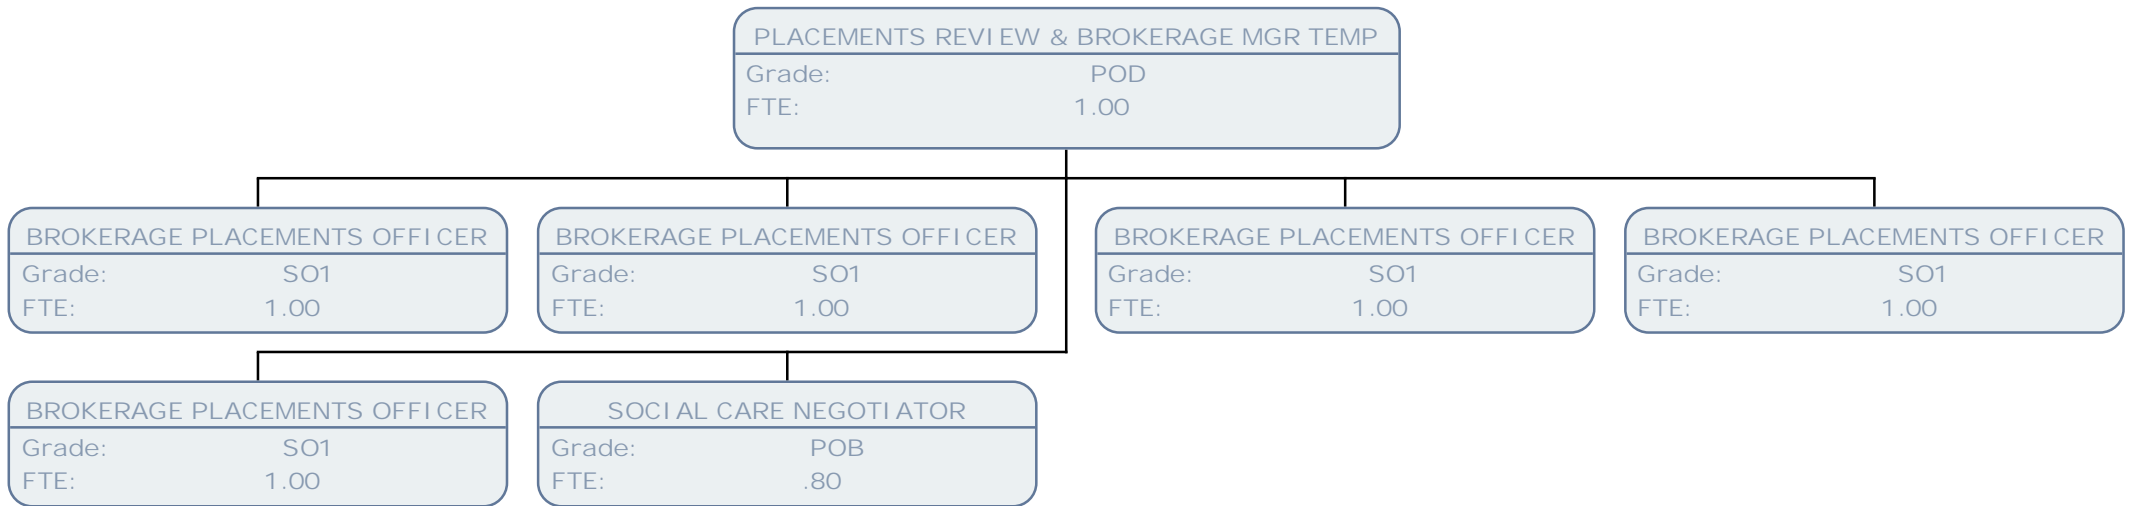 PLACEMENTS REVIEW & BROKERAGE MGR TEMP
Grade: POD
FTE: 1.00
BROKERAGE PLACEMENTS OFFICER
Grade: SO1
FTE: 1.00
BROKERAGE PLACEMENTS OFFICER
Grade: SO1
FTE: 1.00
BROKERAGE PLACEMENTS OFFICER
Grade: SO1
FTE: 1.00
BROKERAGE PLACEMENTS OFFICER
Grade: SO1
FTE: 1.00
BROKERAGE PLACEMENTS OFFICER
Grade: SO1
FTE: 1.00
SOCIAL CARE NEGOTIATOR
Grade: POB
FTE: .80